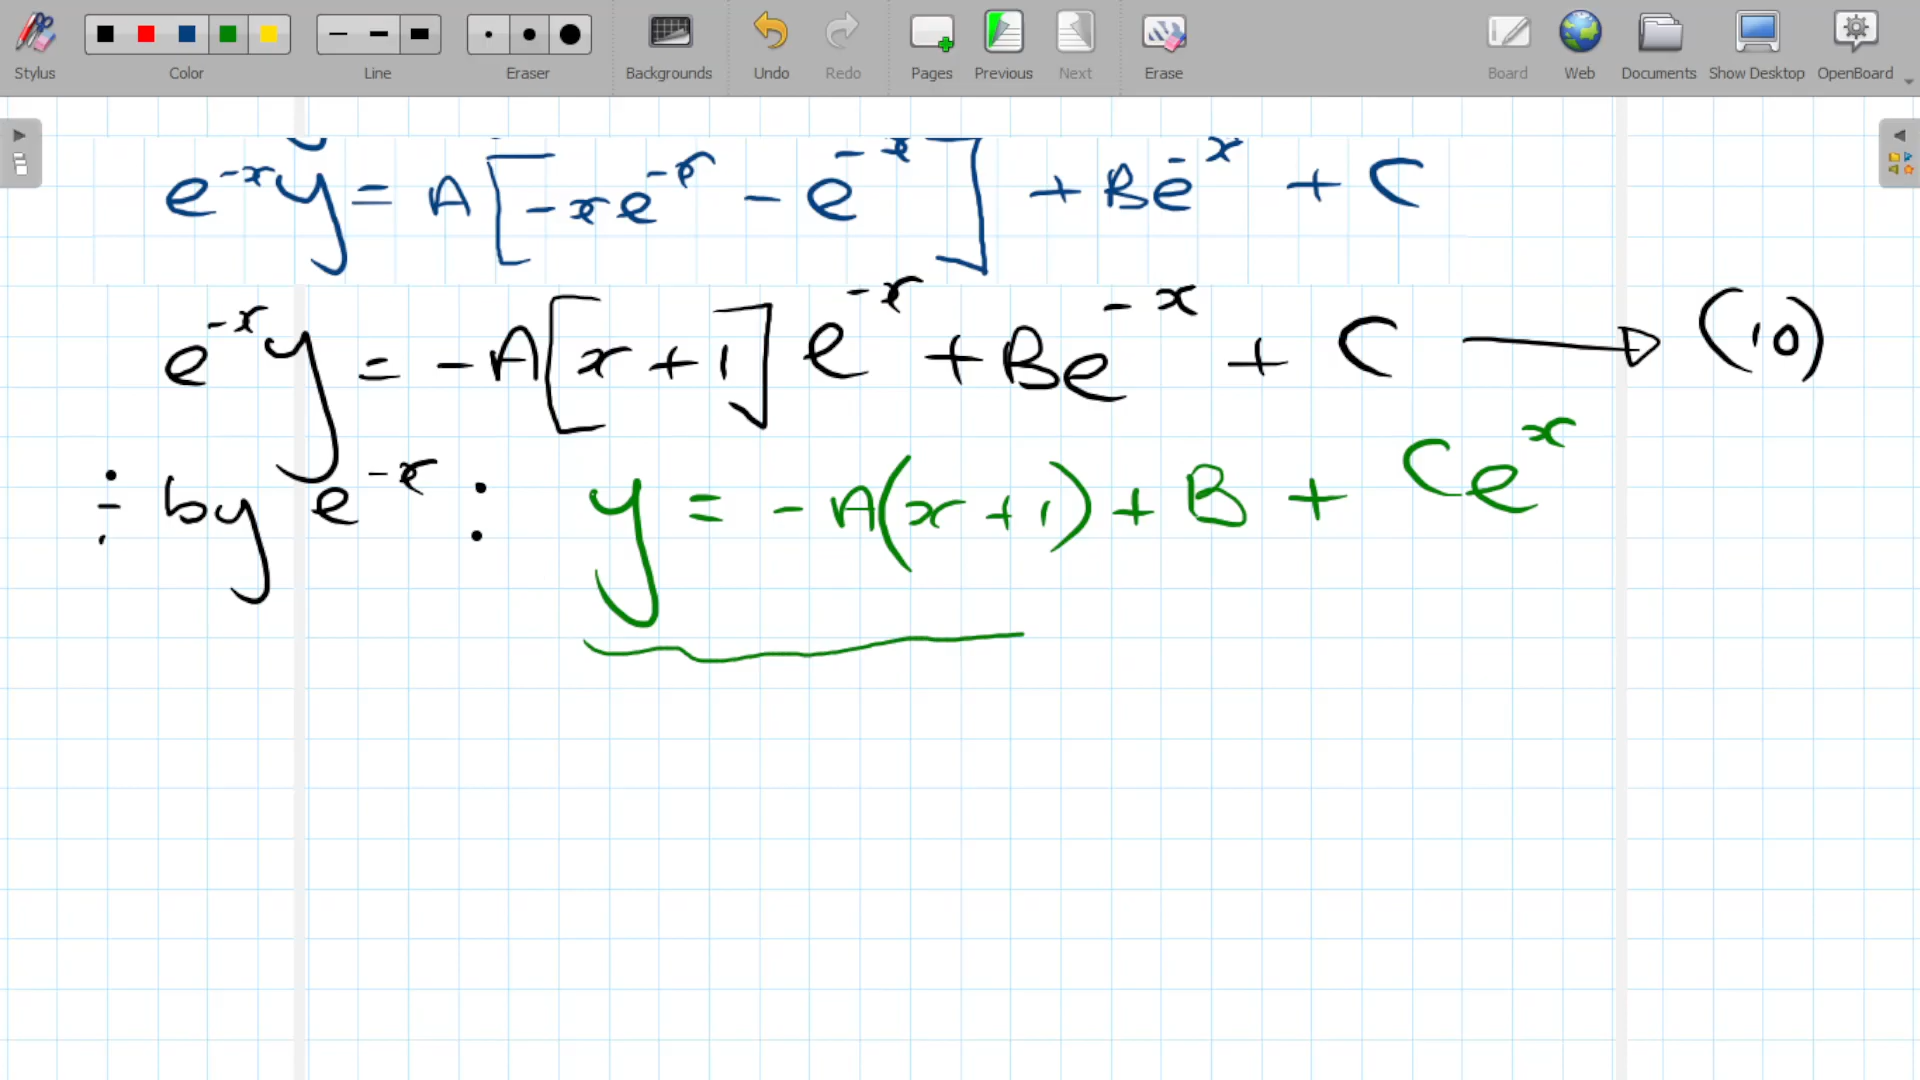 Stylus Color Line Eraser Backgrounds Undo Redo Pages Previous Next Erase Board Web Documents Show Desktop OpenBoard
e^{-x}y = A[-xe^{-x} - e^{-x}] + Be^{-x} + C
e^{-x}y = -A[x+1]e^{-x} + Be^{-x} + C → (10)
÷ by e^{-x} : y = -A(x+1) + B + Ce^{x}